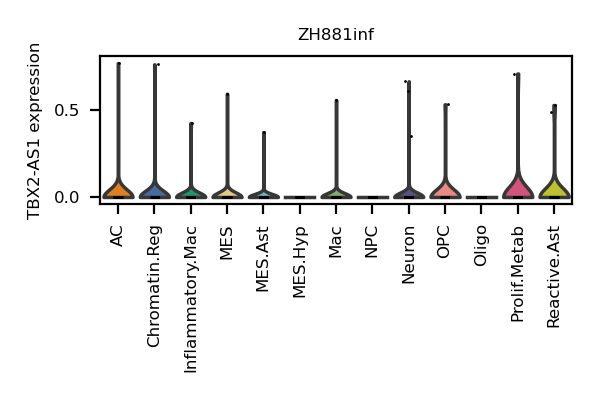 ZH881inf
TBX2-AS1 expression
0.5
0.0
AC
Chromatin.Reg
Inflammatory.Mac
MES
MES.Ast
MES.Hyp
Mac
NPC
Neuron
OPC
Oligo
Prolif.Metab
Reactive.Ast